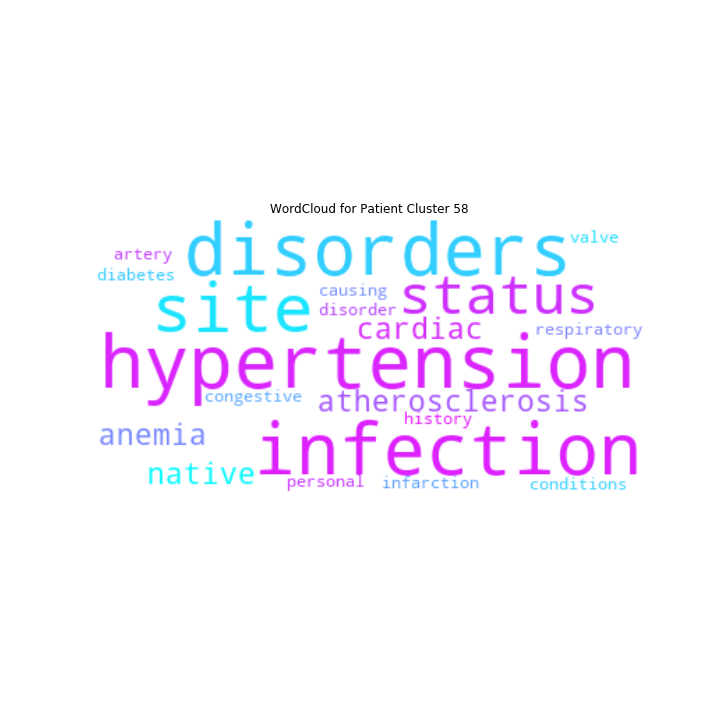 WordCloud for Patient Cluster 58
disorders
valve
artery
diabetes
site
causing
status
disorder
cardiac
respiratory
hypertension
congestive
atherosclerosis
history
anemia
infection
native
personal
infarction
conditions